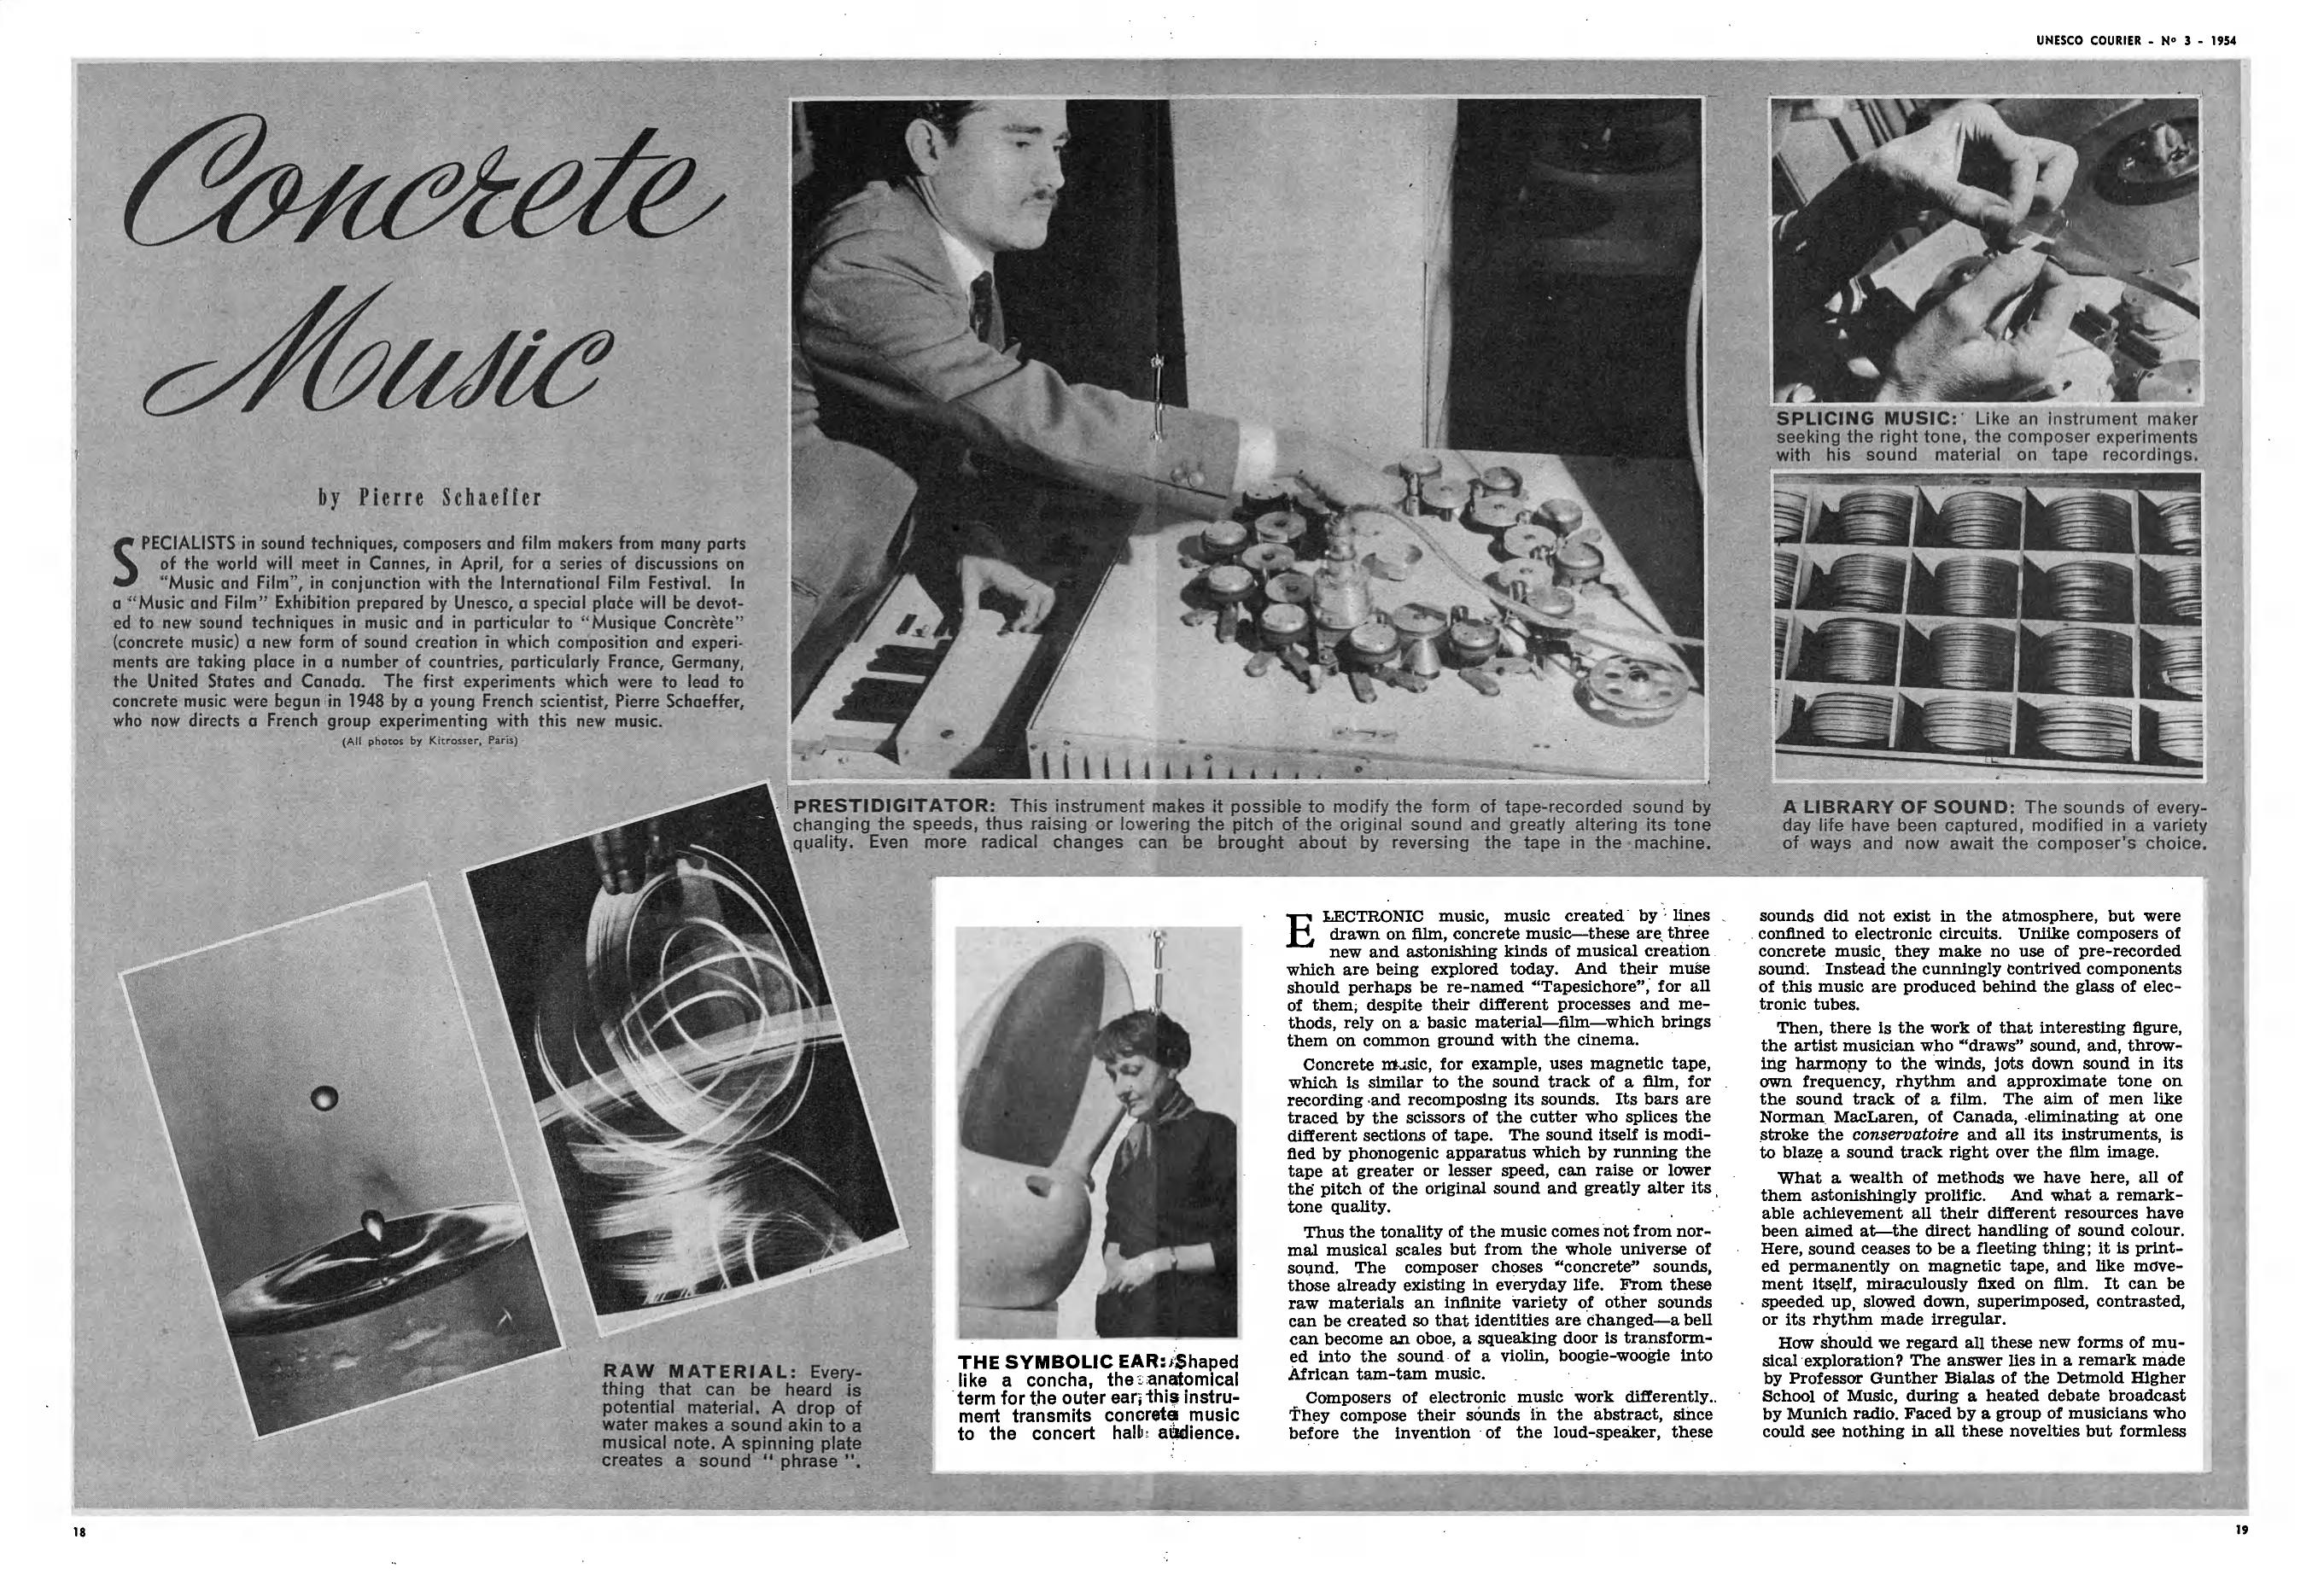 UNESCO COURIER - Nº 3 - 1954
Concrete
Music
by Pierre Schaeffer
SPECIALISTS in sound techniques, composers and film makers from many parts
of the world will meet in Cannes, in April, for a series of discussions on
“Music and Film”, in conjunction with the International Film Festival. In
a “Music and Film” Exhibition prepared by Unesco, a special place will be devot-
ed to new sound techniques in music and in particular to “Musique Concrète”
(concrete music) a new form of sound creation in which composition and experi-
ments are taking place in a number of countries, particularly France, Germany,
the United States and Canada. The first experiments which were to lead to
concrete music were begun in 1948 by a young French scientist, Pierre Schaeffer,
who now directs a French group experimenting with this new music.
(All photos by Kitrosser, Paris)
PRESTIDIGITATOR: This instrument makes it possible to modify the form of tape-recorded sound by
changing the speeds, thus raising or lowering the pitch of the original sound and greatly altering its tone
quality. Even more radical changes can be brought about by reversing the tape in the machine.
SPLICING MUSIC: Like an instrument maker
seeking the right tone, the composer experiments
with his sound material on tape recordings.
A LIBRARY OF SOUND: The sounds of every-
day life have been captured, modified in a variety
of ways and now await the composer's choice.
RAW MATERIAL: Every-
thing that can be heard is
potential material. A drop of
water makes a sound akin to a
musical note. A spinning plate
creates a sound “ phrase ”.
THE SYMBOLIC EAR: Shaped
like a concha, the anatomical
term for the outer ear; this instru-
ment transmits concrete music
to the concert hall audience.
ELECTRONIC music, music created by lines
drawn on film, concrete music—these are three
new and astonishing kinds of musical creation
which are being explored today. And their muse
should perhaps be re-named “Tapesichore”, for all
of them, despite their different processes and me-
thods, rely on a basic material—film—which brings
them on common ground with the cinema.
Concrete music, for example, uses magnetic tape,
which is similar to the sound track of a film, for
recording and recomposing its sounds. Its bars are
traced by the scissors of the cutter who splices the
different sections of tape. The sound itself is modi-
fied by phonogenic apparatus which by running the
tape at greater or lesser speed, can raise or lower
the pitch of the original sound and greatly alter its
tone quality.
Thus the tonality of the music comes not from nor-
mal musical scales but from the whole universe of
sound. The composer choses “concrete” sounds,
those already existing in everyday life. From these
raw materials an infinite variety of other sounds
can be created so that identities are changed—a bell
can become an oboe, a squeaking door is transform-
ed into the sound of a violin, boogie-woogie into
African tam-tam music.
Composers of electronic music work differently.
They compose their sounds in the abstract, since
before the invention of the loud-speaker, these
sounds did not exist in the atmosphere, but were
confined to electronic circuits. Unlike composers of
concrete music, they make no use of pre-recorded
sound. Instead the cunningly contrived components
of this music are produced behind the glass of elec-
tronic tubes.
Then, there is the work of that interesting figure,
the artist musician who “draws” sound, and, throw-
ing harmony to the winds, jots down sound in its
own frequency, rhythm and approximate tone on
the sound track of a film. The aim of men like
Norman MacLaren, of Canada, eliminating at one
stroke the conservatoire and all its instruments, is
to blaze a sound track right over the film image.
What a wealth of methods we have here, all of
them astonishingly prolific. And what a remark-
able achievement all their different resources have
been aimed at—the direct handling of sound colour.
Here, sound ceases to be a fleeting thing; it is print-
ed permanently on magnetic tape, and like move-
ment itself, miraculously fixed on film. It can be
speeded up, slowed down, superimposed, contrasted,
or its rhythm made irregular.
How should we regard all these new forms of mu-
sical exploration? The answer lies in a remark made
by Professor Gunther Bialas of the Detmold Higher
School of Music, during a heated debate broadcast
by Munich radio. Faced by a group of musicians who
could see nothing in all these novelties but formless
18
19